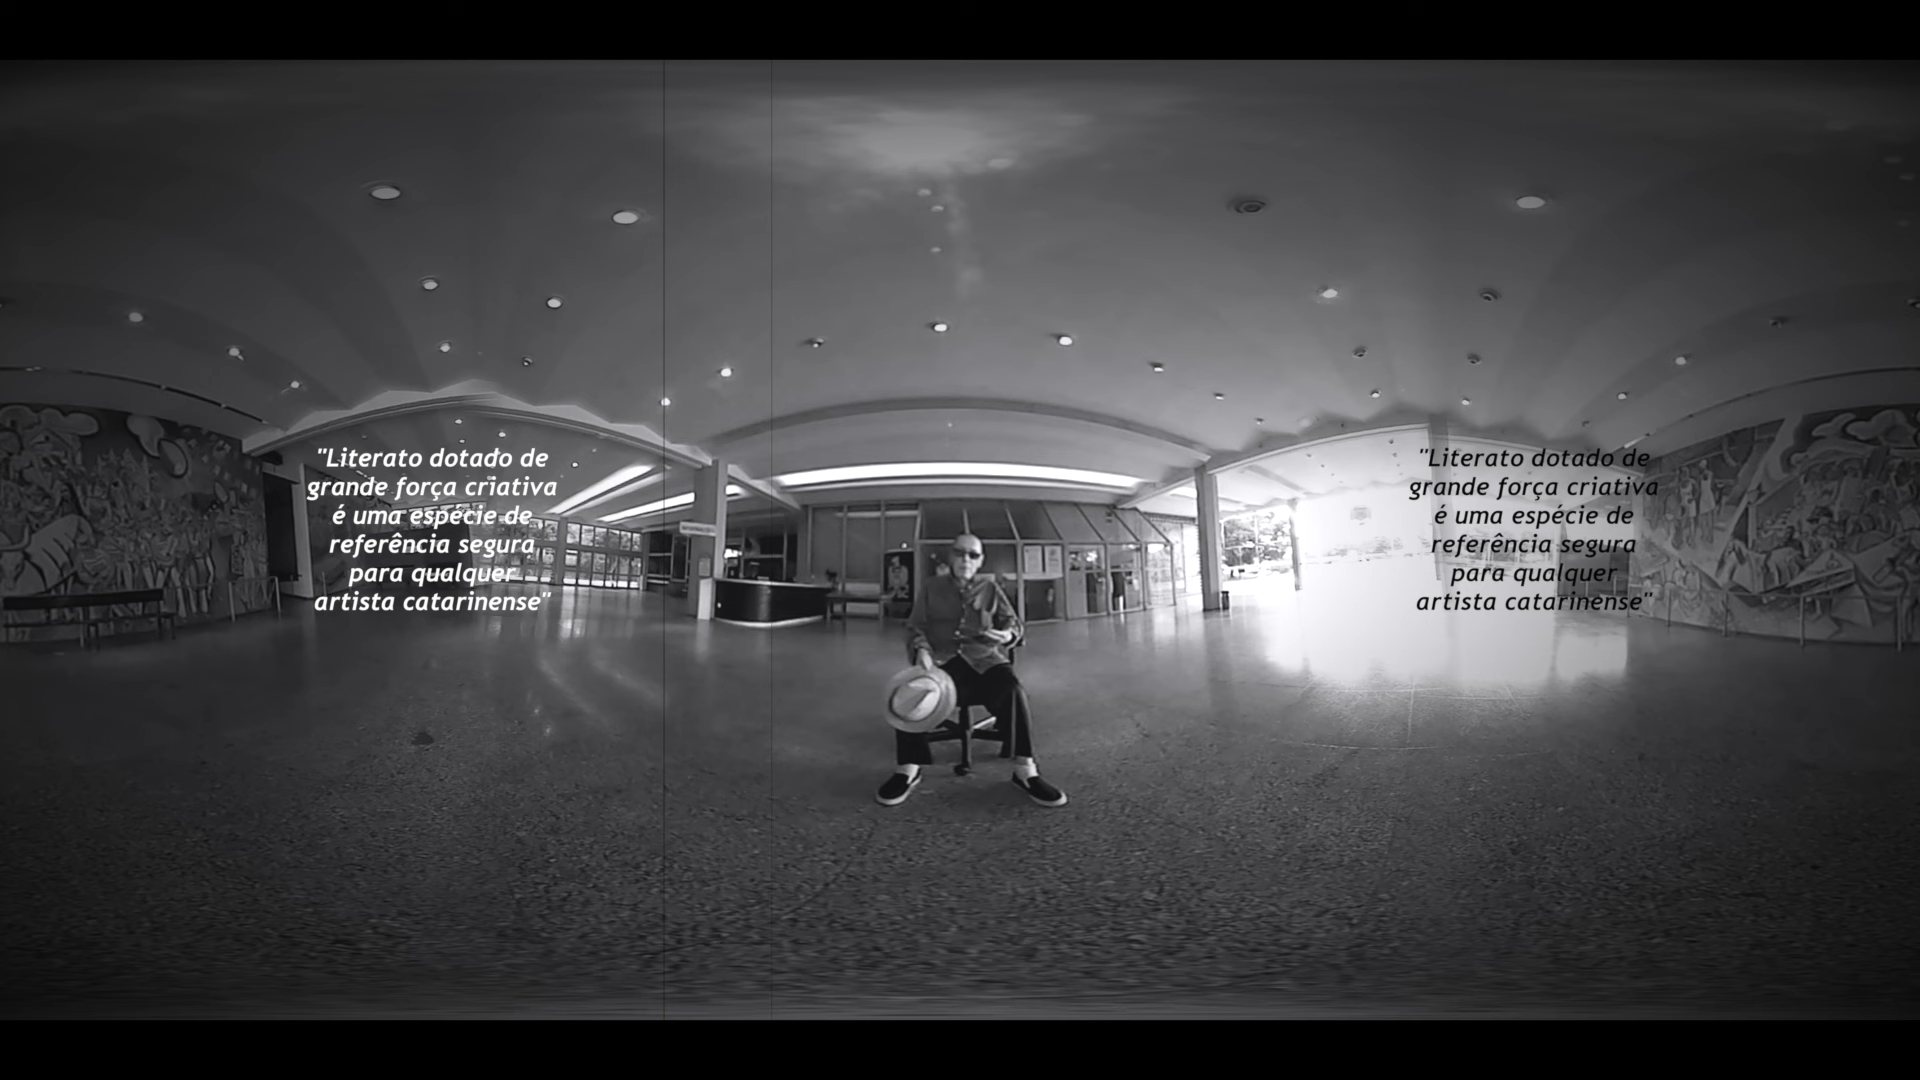 "Literato dotado de
grande força criativa
é uma espécie de
referência segura
para qualquer
artista catarinense"
"Literato dotado de
grande força criativa
é uma espécie de
referência segura
para qualquer
artista catarinense"